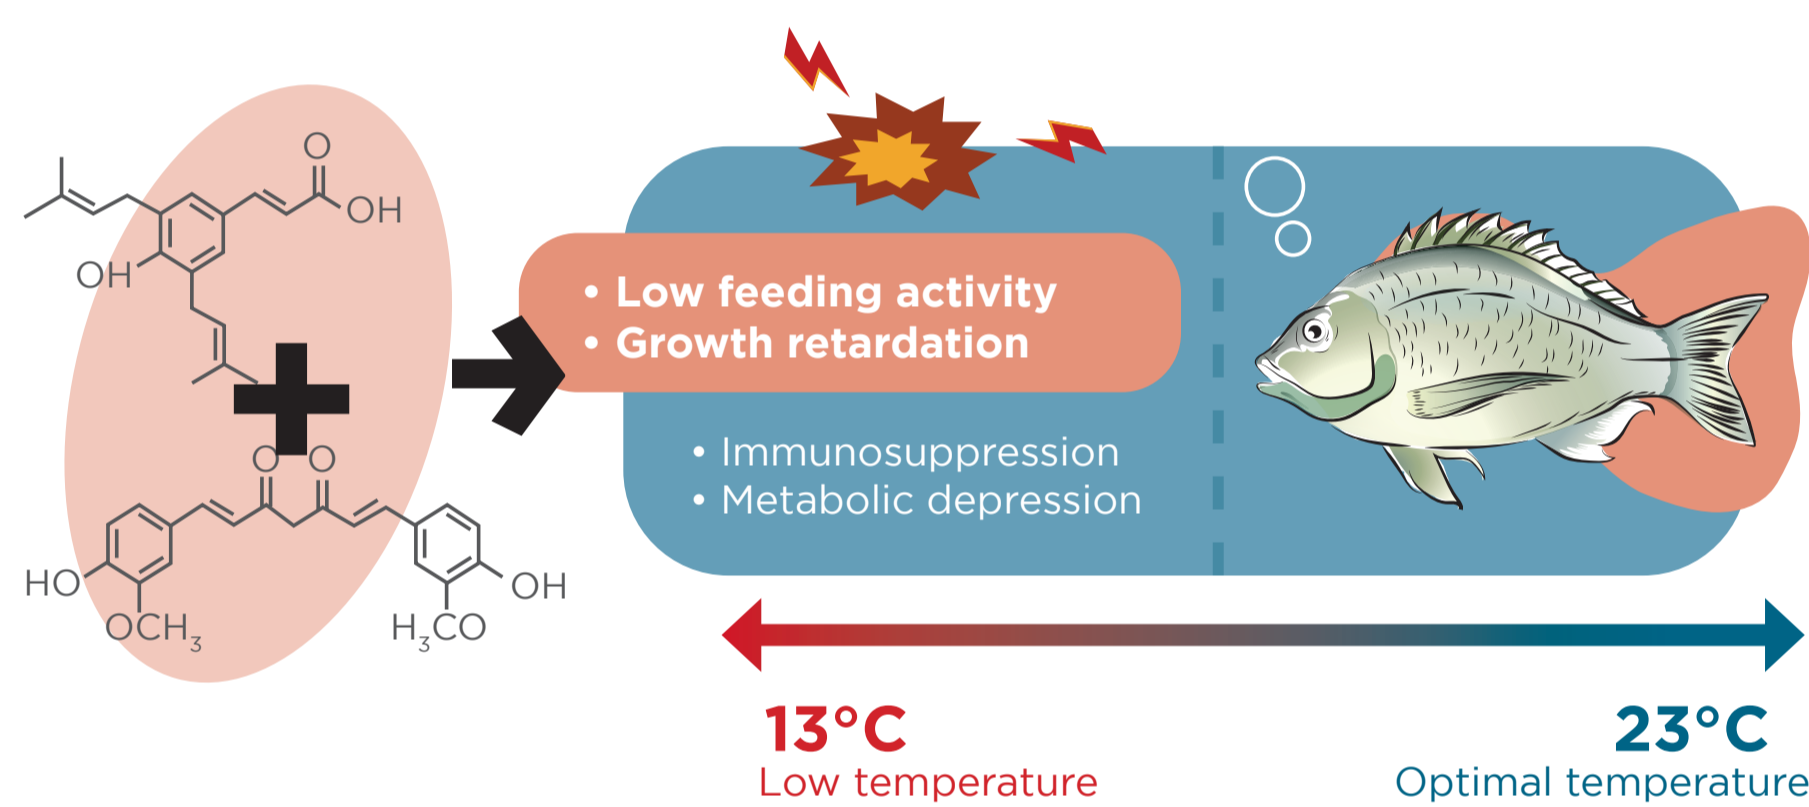 O
OH
OH
O O
HO
OH
OCH₃
H₃CO
• Low feeding activity
• Growth retardation
• Immunosuppression
• Metabolic depression
13°C
Low temperature
23°C
Optimal temperature